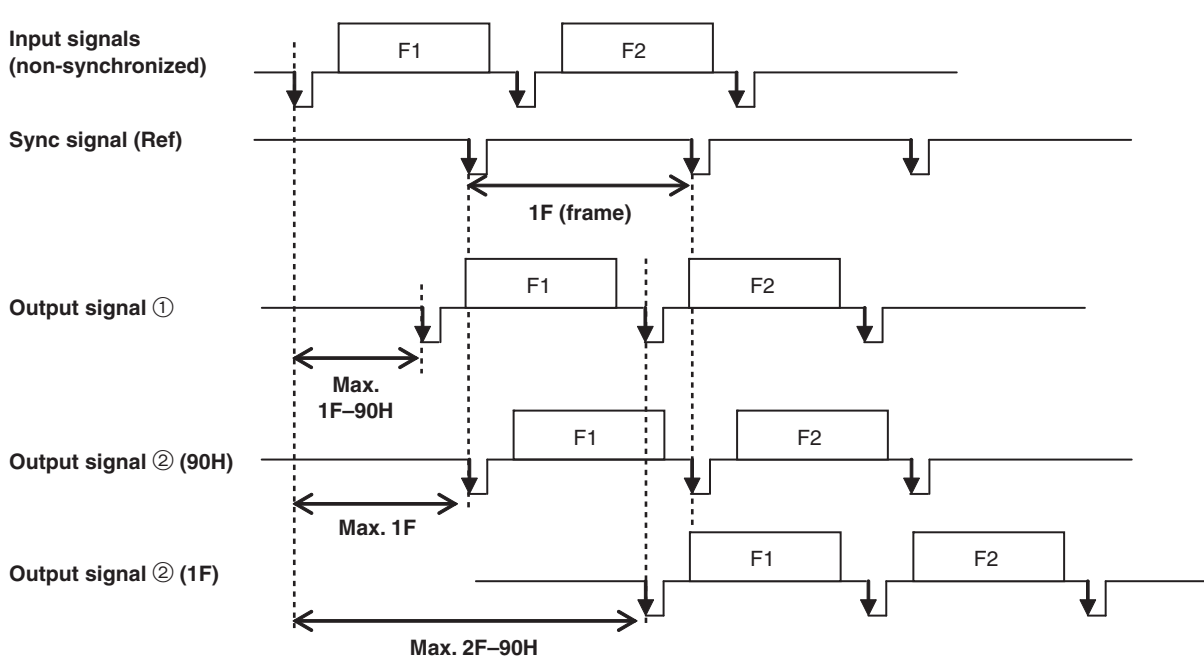 Input signals
(non-synchronized)
F1
F2
Sync signal (Ref)
1F (frame)
Output signal ①
F1
F2
Max.
1F–90H
Output signal ② (90H)
F1
F2
Max. 1F
Output signal ② (1F)
F1
F2
Max. 2F–90H